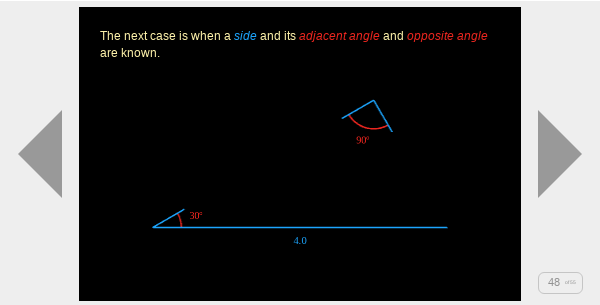 The next case is when a side and its adjacent angle and opposite angle
are known.
90°
30°
4.0
48